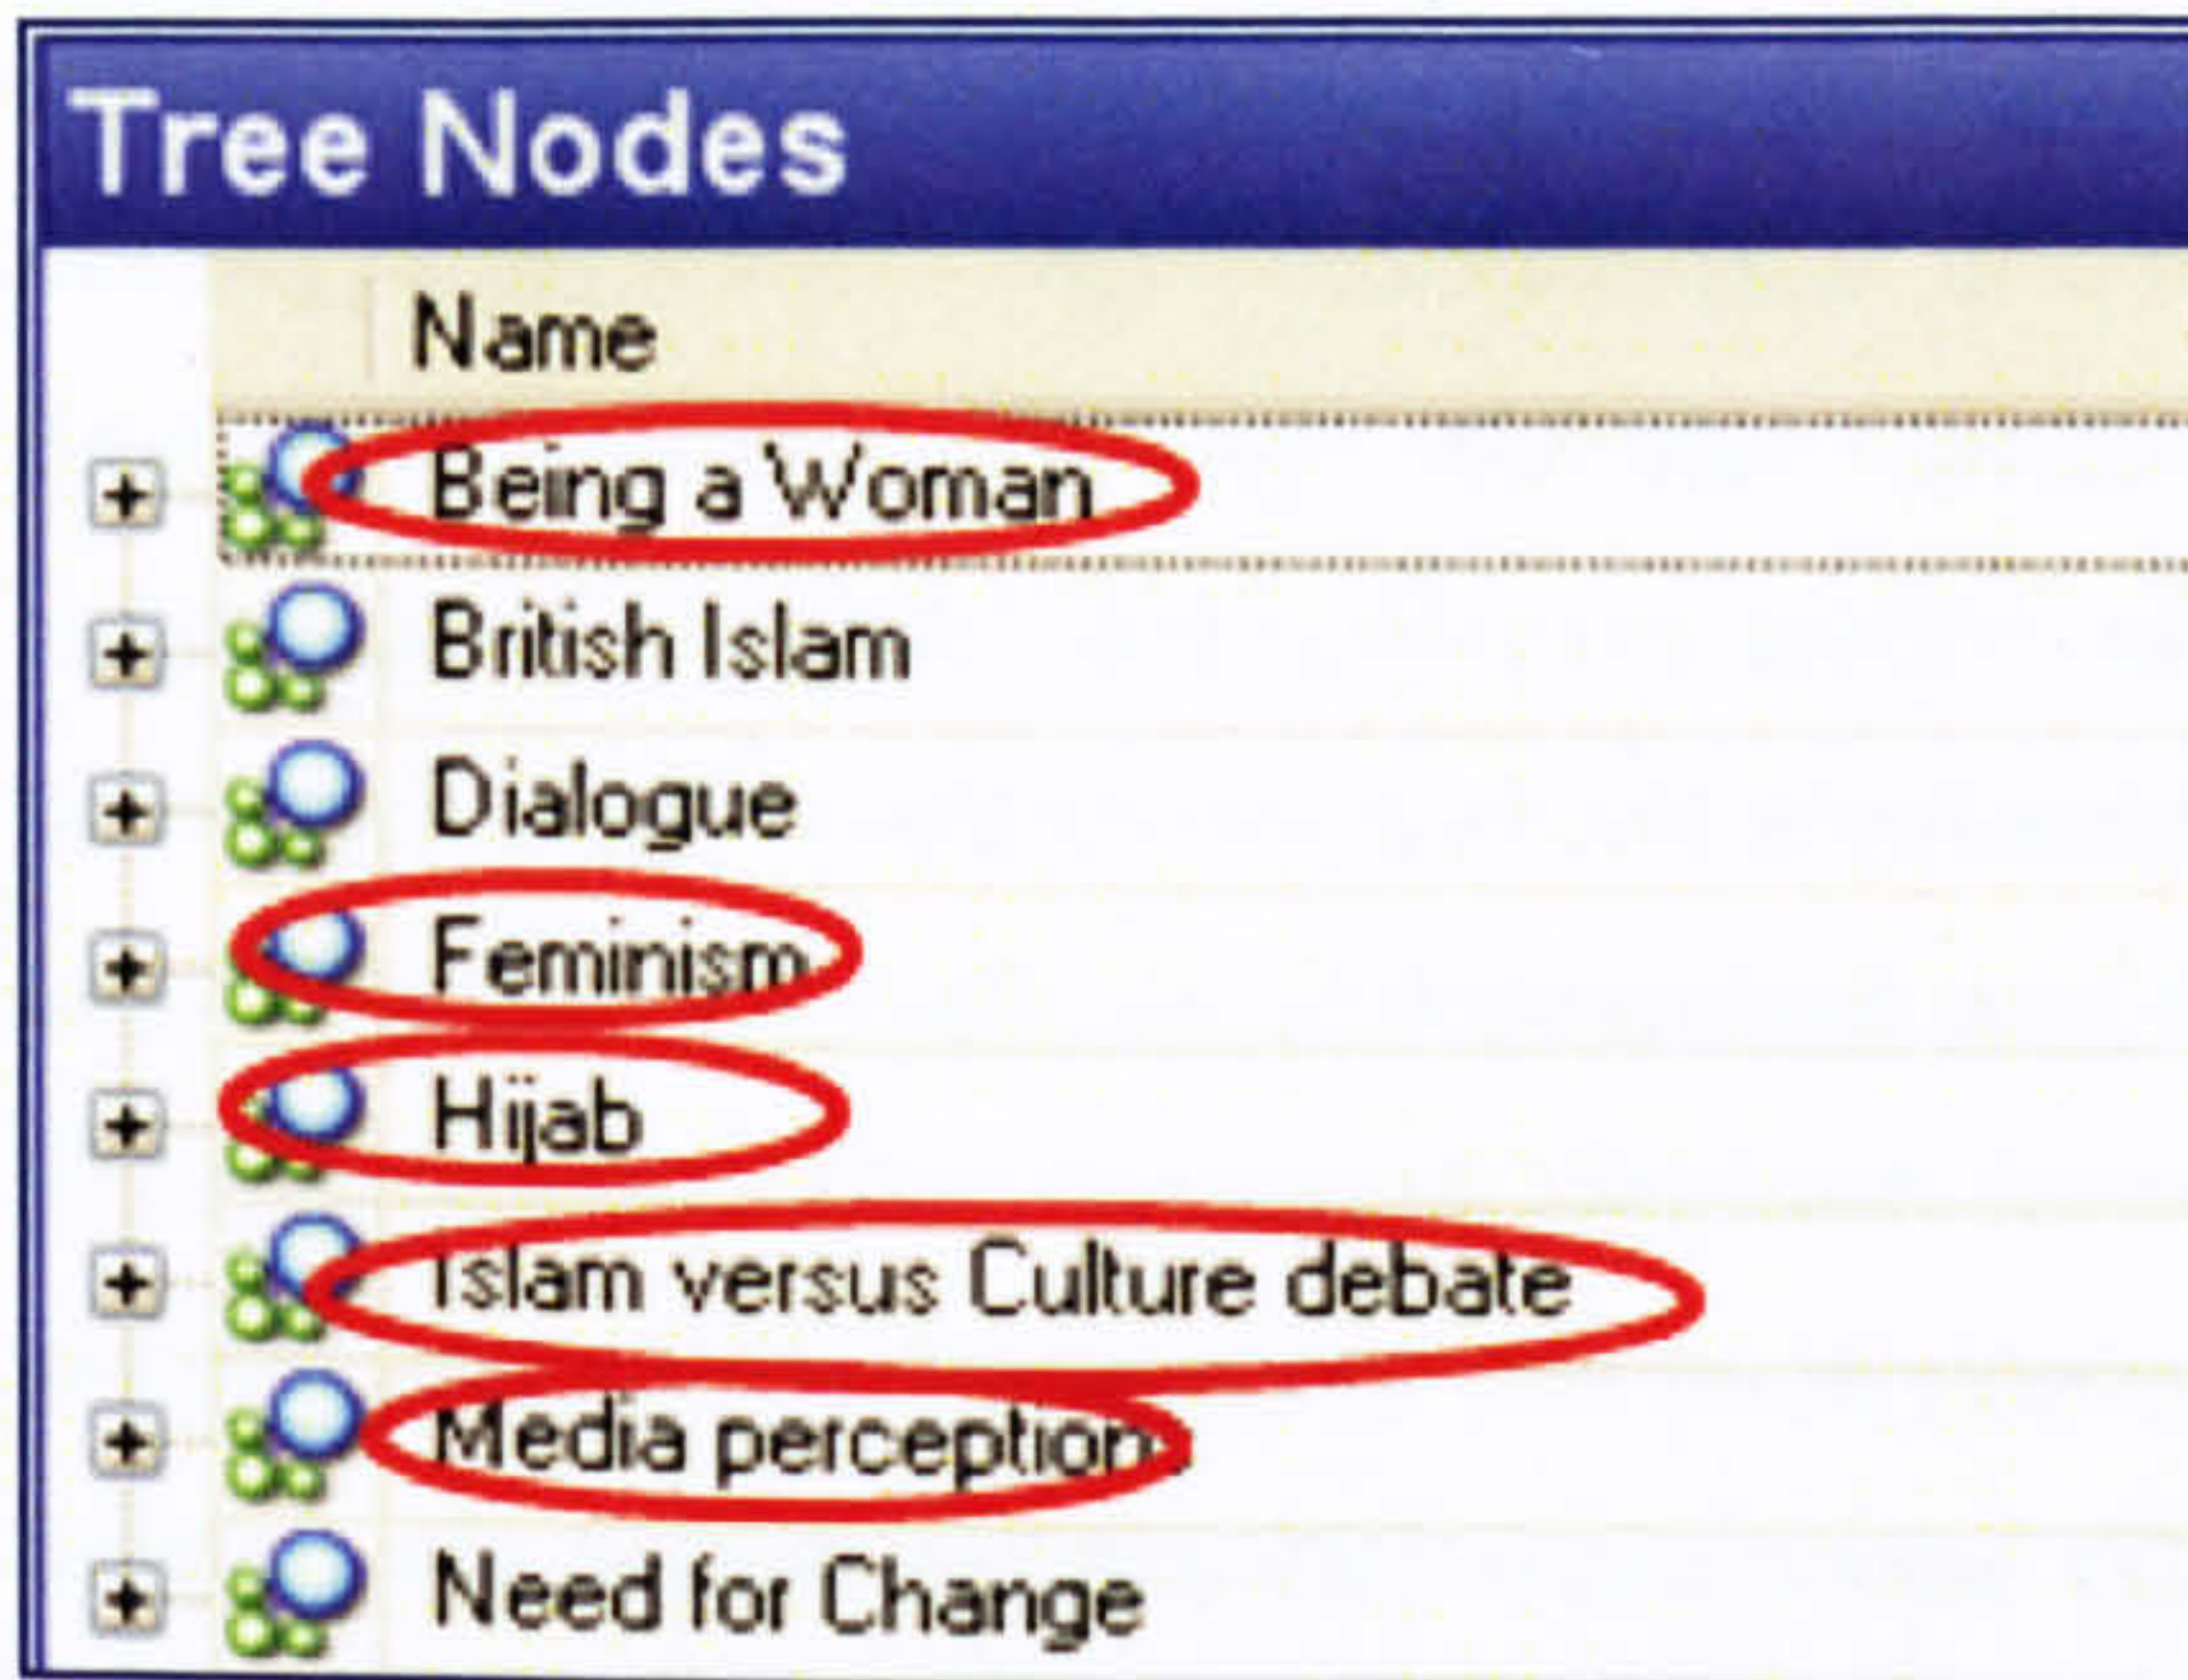 Tree Nodes
Name
Being a Woman
British Islam
Dialogue
Feminism
Hijab
Islam versus Culture debate
Media perception
Need for Change